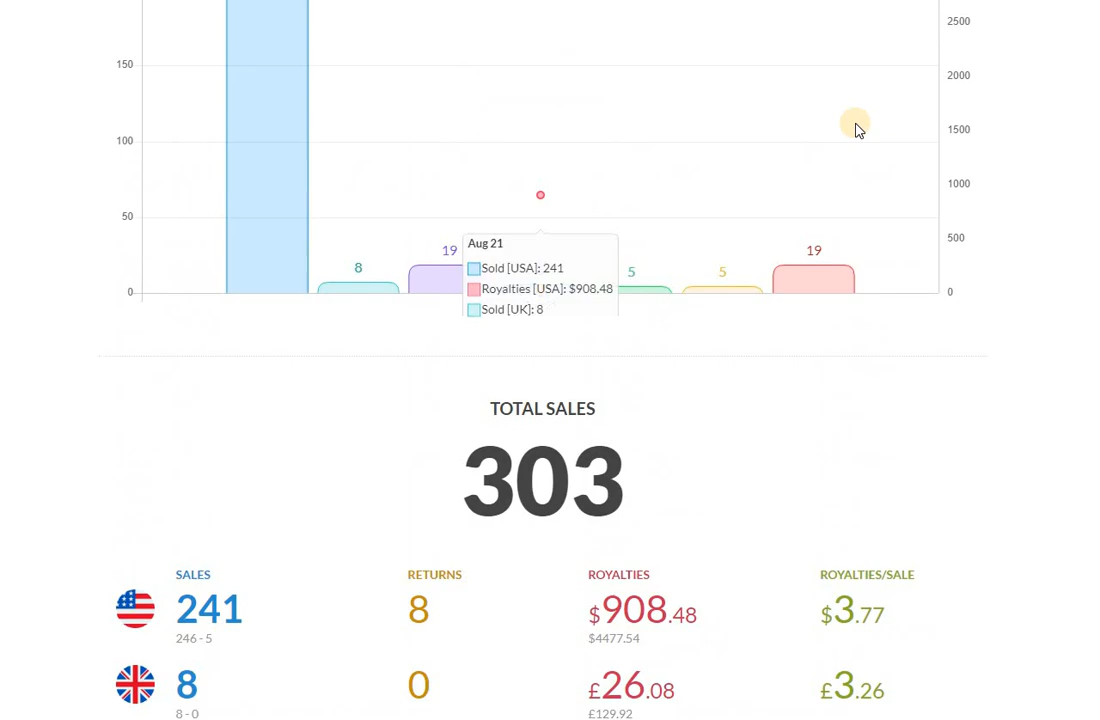 2500
150
2000
1500
100
1000
50
19
19
500
8
5
5
0
0
Aug 21
Sold [USA]: 241
Royalties [USA]: $908.48
Sold [UK]: 8
TOTAL SALES
303
SALES RETURNS ROYALTIES ROYALTIES/SALE
241 8 $908.48 $3.77
246 - 5 $4477.54
8 0 £26.08 £3.26
8 - 0 £129.92